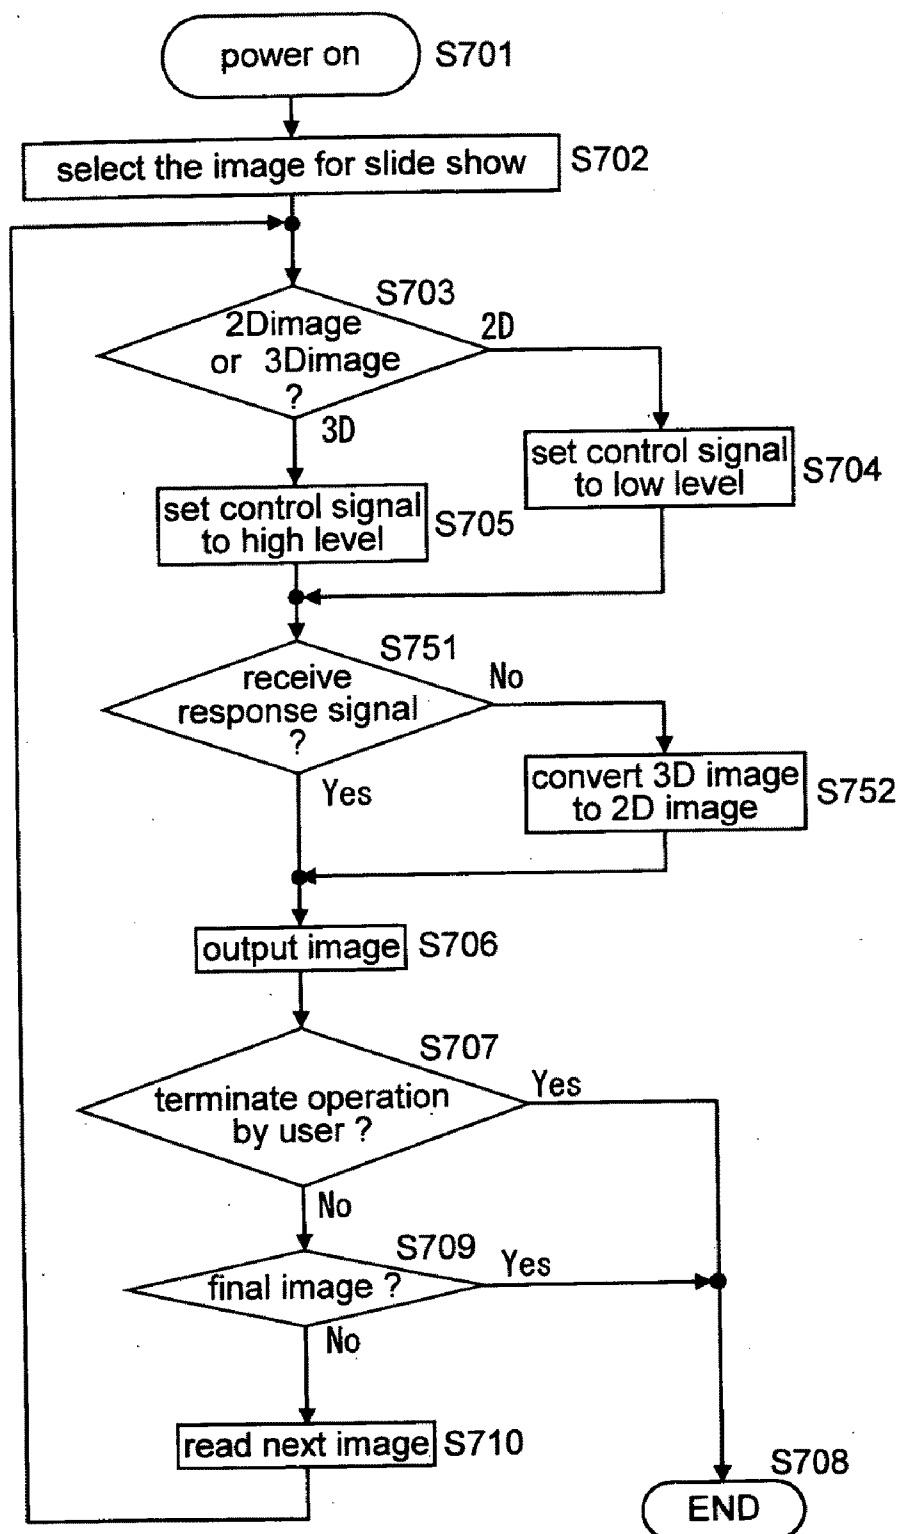 power on
S701
select the image for slide show
S702
S703
2Dimage
or 3Dimage
?
2D
3D
set control signal
to low level
S704
set control signal
to high level
S705
S751
receive
response signal
?
No
Yes
convert 3D image
to 2D image
S752
output image
S706
S707
terminate operation
by user ?
Yes
No
S709
final image ?
Yes
No
read next image
S710
S708
END